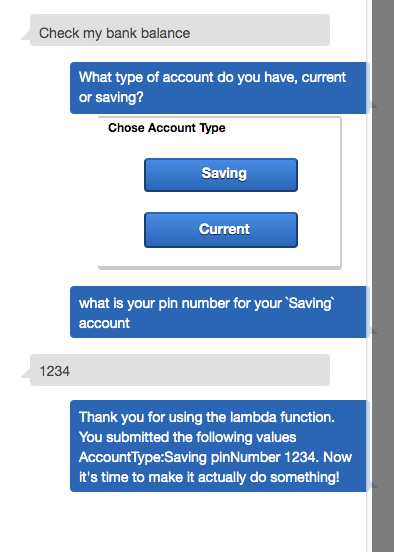 Check my bank balance
What type of account do you have, current
or saving?
Chose Account Type
Saving
Current
what is your pin number for your `Saving`
account
1234
Thank you for using the lambda function.
You submitted the following values
AccountType:Saving pinNumber 1234. Now
it's time to make it actually do something!